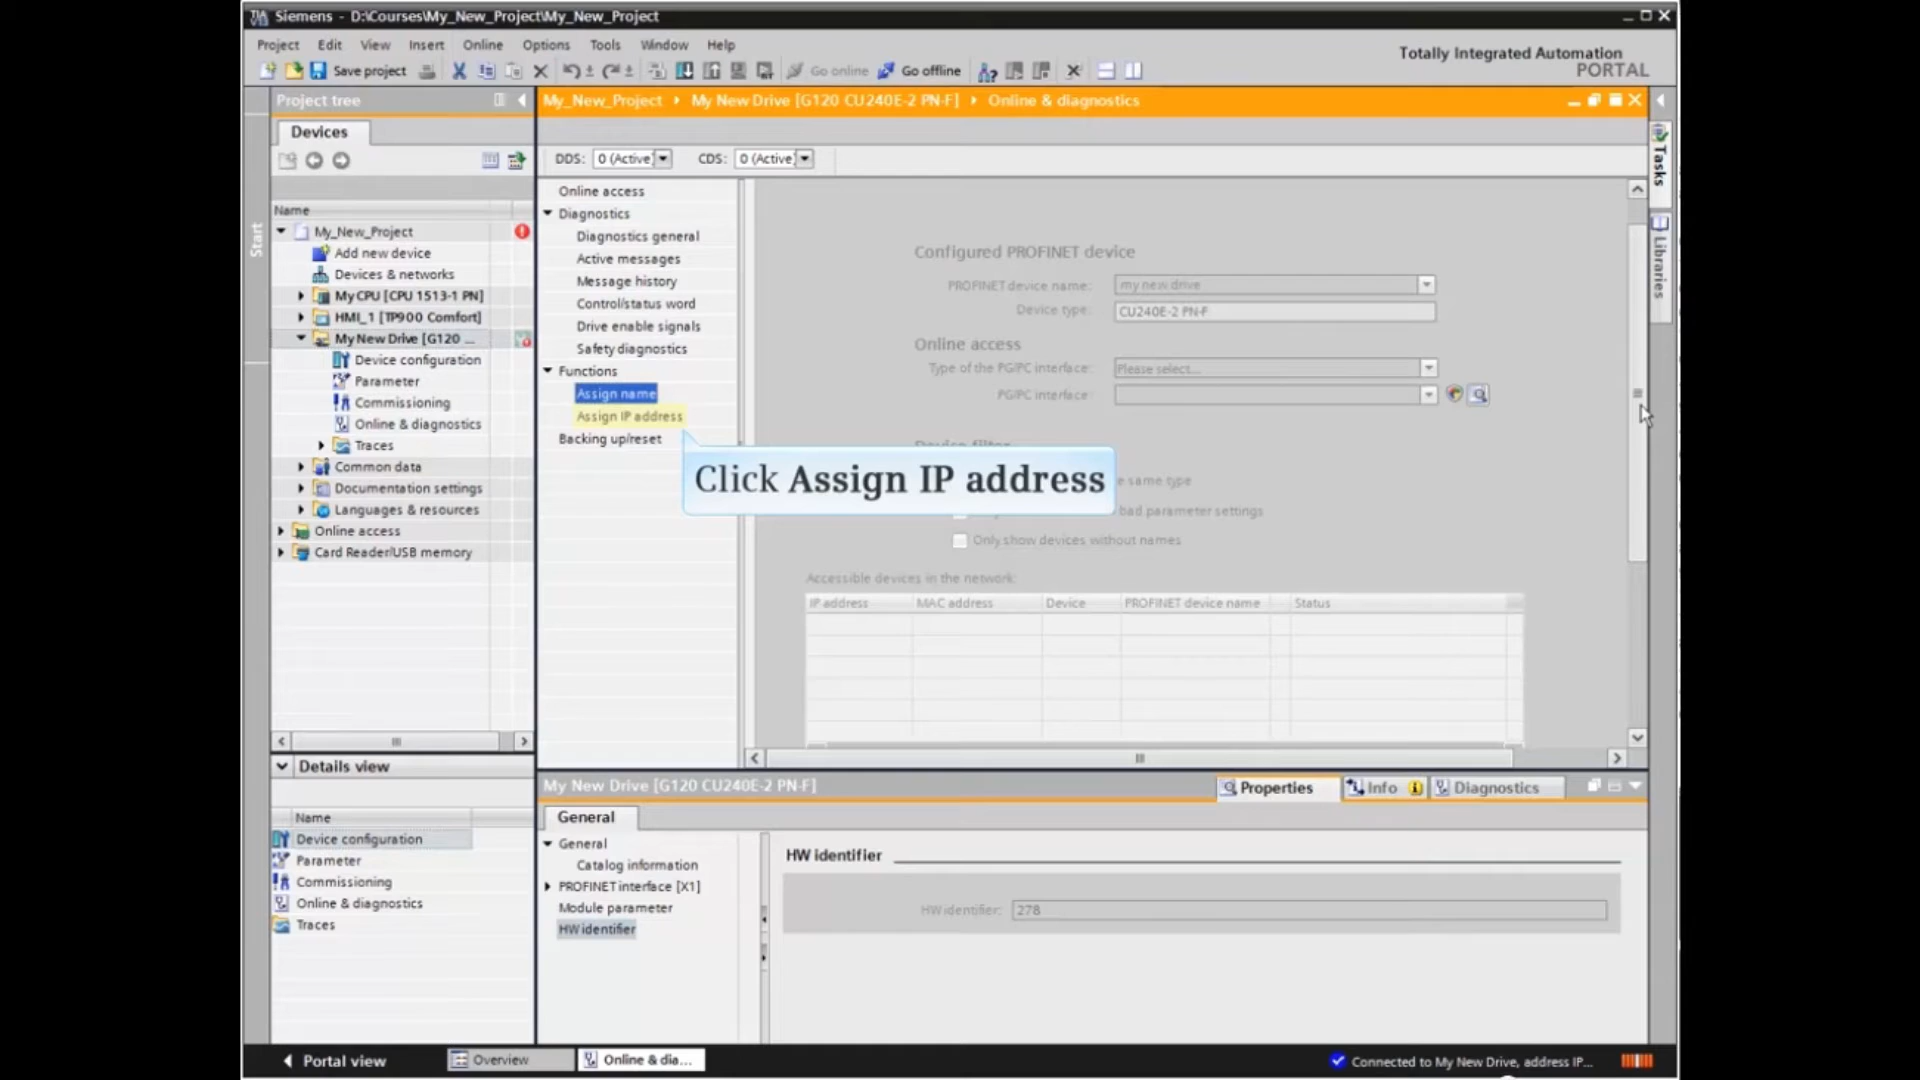 Siemens - D:\Courses\My_New_Project\My_New_Project
Project Edit View Insert Online Options Tools Window Help
Totally Integrated Automation
PORTAL
Save project
Go online
Go offline
Project tree
My_New_Project
My New Drive [G120 CU240E-2 PN-F]
Online & diagnostics
Devices
DDS: 0 (Active)
CDS: 0 (Active)
Name
My_New_Project
Add new device
Devices & networks
My CPU [CPU 1513-1 PN]
HMI_1 [TP900 Comfort]
My New Drive [G120 ...
Device configuration
Parameter
Commissioning
Online & diagnostics
Traces
Common data
Documentation settings
Languages & resources
Online access
Card Reader/USB memory
Start
Online access
Diagnostics
Diagnostics general
Active messages
Message history
Control/status word
Drive enable signals
Safety diagnostics
Functions
Assign name
Assign IP address
Backing up/reset
Click Assign IP address
Configured PROFINET device
PROFINET device name: my new drive
Device type: CU240E-2 PN-F
Online access
Type of the PG/PC interface: Please select...
PG/PC interface:
Device filter
same type
bad parameter settings
Only show devices without names
Accessible devices in the network:
IP address MAC address Device PROFINET device name Status
Tasks
Libraries
Details view
Name
Device configuration
Parameter
Commissioning
Online & diagnostics
Traces
My New Drive [G120 CU240E-2 PN-F]
Properties
Info
Diagnostics
General
General
Catalog information
PROFINET interface [X1]
Module parameter
HW identifier
HW identifier
HW identifier: 278
Portal view
Overview
Online & dia...
Connected to My New Drive, address IP...